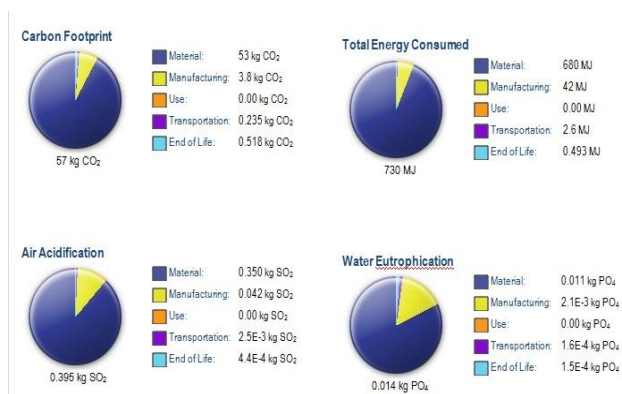 Carbon Footprint
Material: 53 kg CO₂
Manufacturing: 3.8 kg CO₂
Use: 0.00 kg CO₂
Transportation: 0.235 kg CO₂
End of Life: 0.518 kg CO₂
57 kg CO₂
Total Energy Consumed
Material: 680 MJ
Manufacturing: 42 MJ
Use: 0.00 MJ
Transportation: 2.6 MJ
End of Life: 0.493 MJ
730 MJ
Air Acidification
Material: 0.350 kg SO₂
Manufacturing: 0.042 kg SO₂
Use: 0.00 kg SO₂
Transportation: 2.5E-3 kg SO₂
End of Life: 4.4E-4 kg SO₂
0.395 kg SO₂
Water Eutrophication
Material: 0.011 kg PO₄
Manufacturing: 2.1E-3 kg PO₄
Use: 0.00 kg PO₄
Transportation: 1.6E-4 kg PO₄
End of Life: 1.5E-4 kg PO₄
0.014 kg PO₄